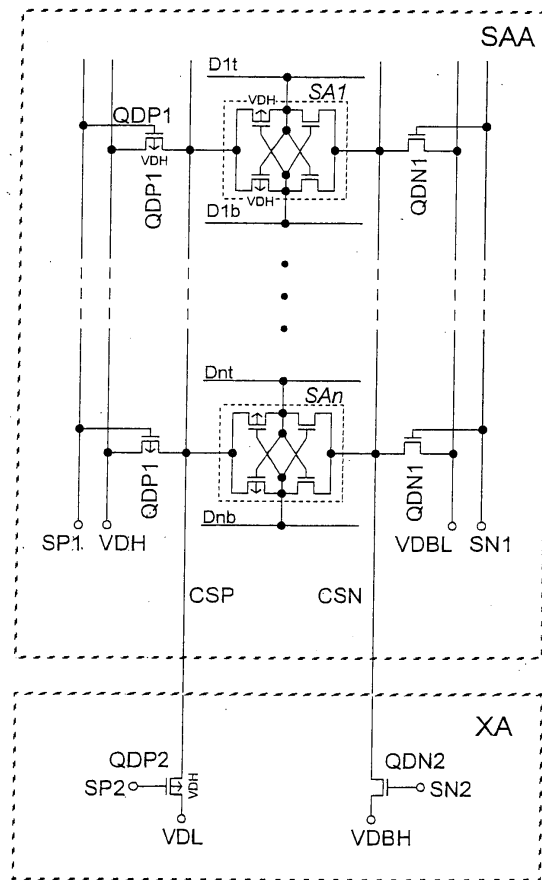 SAA
D1t
SA1
VDH
QDP1
VDH
QDP1
QDN1
VDH
D1b
Dnt
SAn
QDP1
QDN1
Dnb
SP1 VDH VDBL SN1
CSP CSN
XA
QDP2 QDN2
SP2 VDH SN2
VDL VDBH